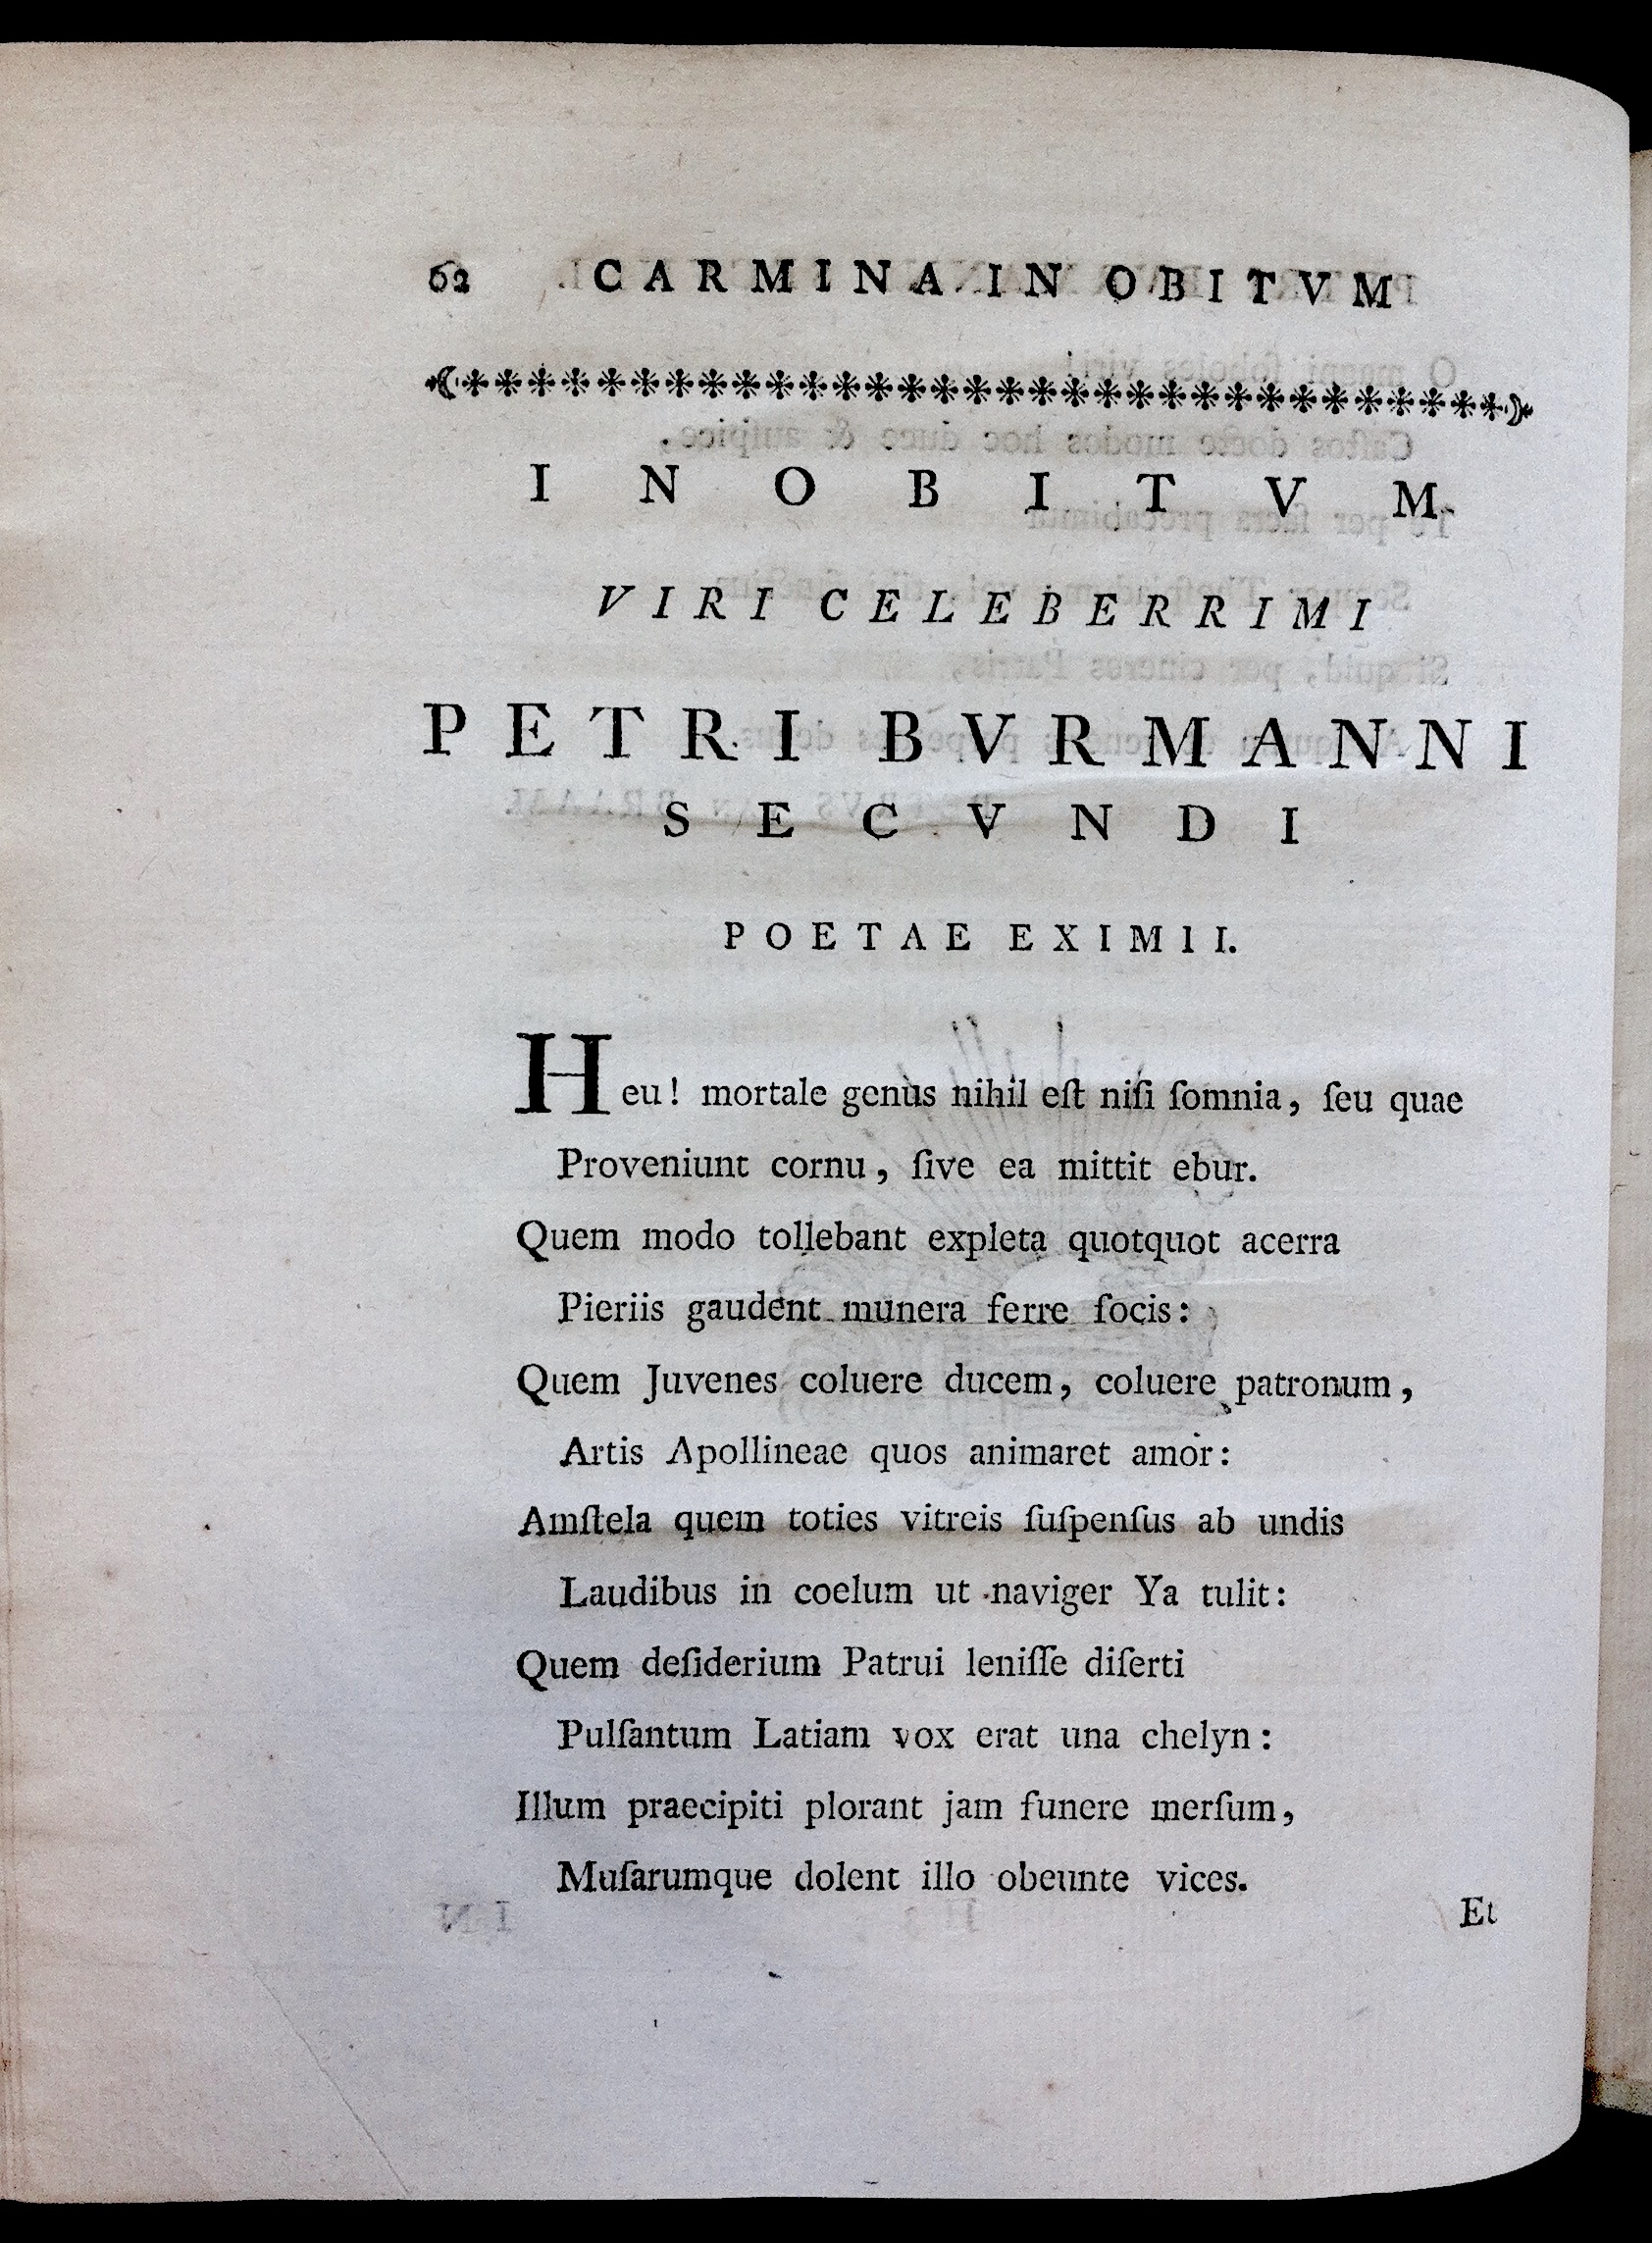 62 CARMINA IN OBITVM
IN OBITVM
VIRI CELEBERRIMI
PETRI BVRMANNI
SECVNDI
POETAE EXIMII.
Heu! mortale genus nihil eſt niſi ſomnia, ſeu quae
Proveniunt cornu, ſive ea mittit ebur.
Quem modo tollebant expleta quotquot acerra
Pieriis gaudent munera ferre focis:
Quem Juvenes coluere ducem, coluere patronum,
Artis Apollineae quos animaret amor:
Amſtela quem toties vitreis ſuſpenſus ab undis
Laudibus in coelum ut naviger Ya tulit:
Quem deſiderium Patrui leniſſe diſerti
Pulſantum Latiam vox erat una chelyn:
Illum praecipiti plorant jam funere merſum,
Muſarumque dolent illo obeunte vices.
Et